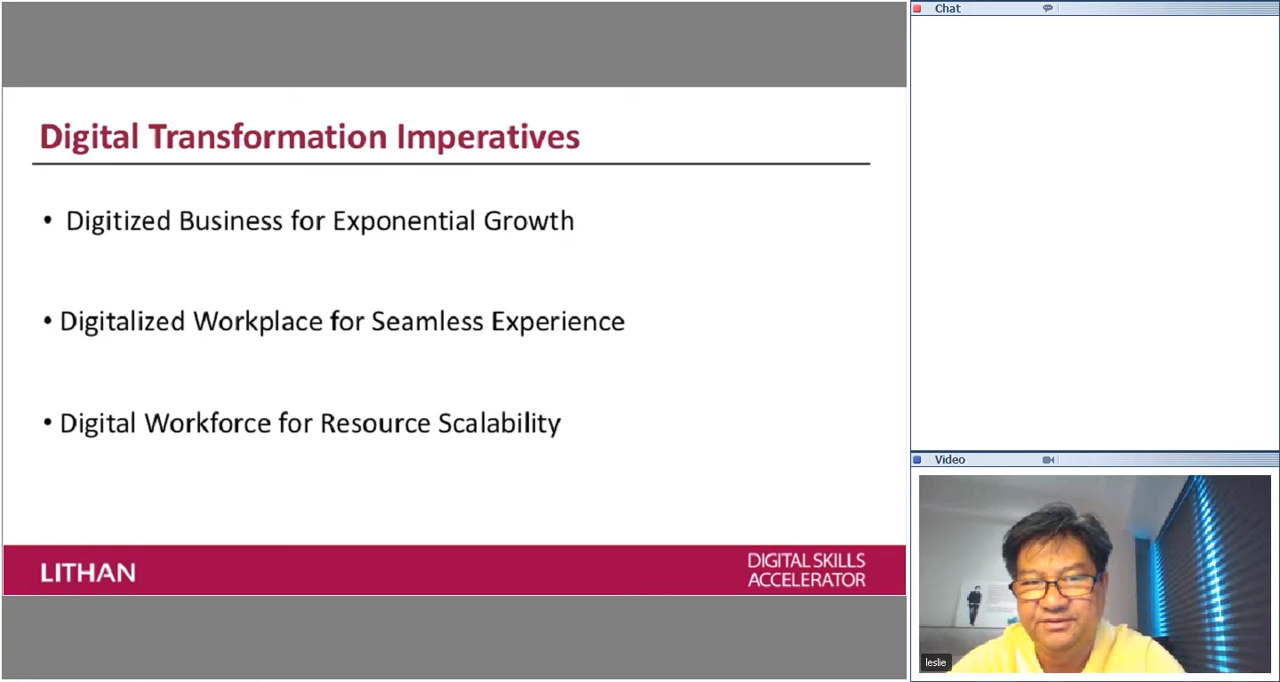 Digital Transformation Imperatives
• Digitized Business for Exponential Growth
• Digitalized Workplace for Seamless Experience
• Digital Workforce for Resource Scalability
LITHAN
DIGITAL SKILLS
ACCELERATOR
Chat
Video
leslie